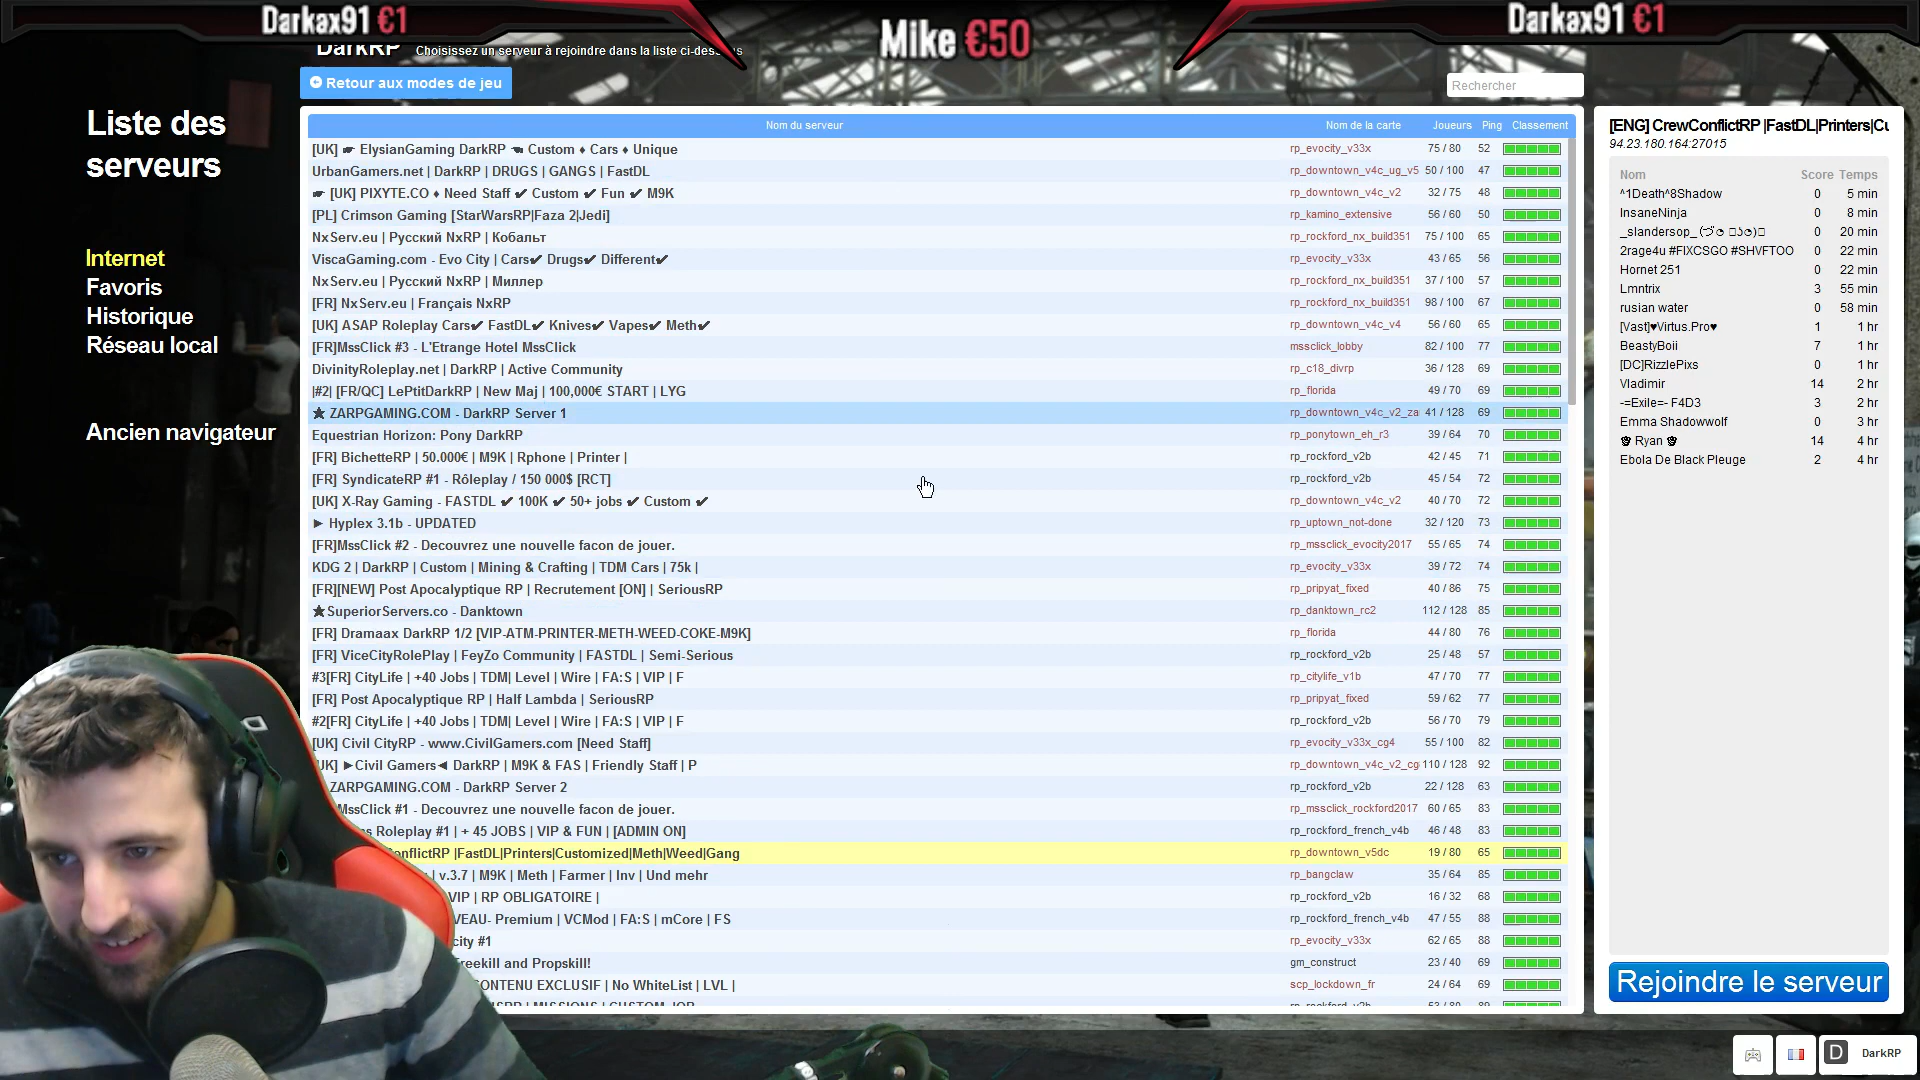 Darkax91 €1
Mike €50
Darkax91 €1
DarkRP Choisissez un serveur à rejoindre dans la liste ci-dessous
Retour aux modes de jeu
Rechercher
Liste des
serveurs
Internet
Favoris
Historique
Réseau local
Ancien navigateur
Nom du serveur Nom de la carte Joueurs Ping Classement
[UK] ☛ ElysianGaming DarkRP ☚ Custom ♦ Cars ♦ Unique rp_evocity_v33x 75 / 80 52
UrbanGamers.net | DarkRP | DRUGS | GANGS | FastDL rp_downtown_v4c_ug_v5 50 / 100 47
☛ [UK] PIXYTE.CO ♦ Need Staff ✔ Custom ✔ Fun ✔ M9K rp_downtown_v4c_v2 32 / 75 48
[PL] Crimson Gaming [StarWarsRP|Faza 2|Jedi] rp_kamino_extensive 56 / 60 50
NxServ.eu | Русский NxRP | Кобальт rp_rockford_nx_build351 75 / 100 65
ViscaGaming.com - Evo City | Cars✔ Drugs✔ Different✔ rp_evocity_v33x 43 / 65 56
NxServ.eu | Русский NxRP | Миллер rp_rockford_nx_build351 37 / 100 57
[FR] NxServ.eu | Français NxRP rp_rockford_nx_build351 98 / 100 67
[UK] ASAP Roleplay Cars✔ FastDL✔ Knives✔ Vapes✔ Meth✔ rp_downtown_v4c_v4 56 / 60 65
[FR]MssClick #3 - L'Etrange Hotel MssClick mssclick_lobby 82 / 100 77
DivinityRoleplay.net | DarkRP | Active Community rp_c18_divrp 36 / 128 69
|#2| [FR/QC] LePtitDarkRP | New Maj | 100,000€ START | LYG rp_florida 49 / 70 69
★ ZARPGAMING.COM - DarkRP Server 1 rp_downtown_v4c_v2_za 41 / 128 69
Equestrian Horizon: Pony DarkRP rp_ponytown_eh_r3 39 / 64 70
[FR] BichetteRP | 50.000€ | M9K | Rphone | Printer | rp_rockford_v2b 42 / 45 71
[FR] SyndicateRP #1 - Rôleplay / 150 000$ [RCT] rp_rockford_v2b 45 / 54 72
[UK] X-Ray Gaming - FASTDL ✔ 100K ✔ 50+ jobs ✔ Custom ✔ rp_downtown_v4c_v2 40 / 70 72
► Hyplex 3.1b - UPDATED rp_uptown_not-done 32 / 120 73
[FR]MssClick #2 - Decouvrez une nouvelle facon de jouer. rp_mssclick_evocity2017 55 / 65 74
KDG 2 | DarkRP | Custom | Mining & Crafting | TDM Cars | 75k | rp_evocity_v33x 39 / 72 74
[FR][NEW] Post Apocalyptique RP | Recrutement [ON] | SeriousRP rp_pripyat_fixed 40 / 86 75
★SuperiorServers.co - Danktown rp_danktown_rc2 112 / 128 85
[FR] Dramaax DarkRP 1/2 [VIP-ATM-PRINTER-METH-WEED-COKE-M9K] rp_florida 44 / 80 76
[FR] ViceCityRolePlay | FeyZo Community | FASTDL | Semi-Serious rp_rockford_v2b 25 / 48 57
#3[FR] CityLife | +40 Jobs | TDM| Level | Wire | FA:S | VIP | F rp_citylife_v1b 47 / 70 77
[FR] Post Apocalyptique RP | Half Lambda | SeriousRP rp_pripyat_fixed 59 / 62 77
#2[FR] CityLife | +40 Jobs | TDM| Level | Wire | FA:S | VIP | F rp_rockford_v2b 56 / 70 79
[UK] Civil CityRP - www.CivilGamers.com [Need Staff] rp_evocity_v33x_cg4 55 / 100 82
UK] ►Civil Gamers◄ DarkRP | M9K & FAS | Friendly Staff | P rp_downtown_v4c_v2_cg 110 / 128 92
ZARPGAMING.COM - DarkRP Server 2 rp_rockford_v2b 22 / 128 63
MssClick #1 - Decouvrez une nouvelle facon de jouer. rp_mssclick_rockford2017 60 / 65 83
s Roleplay #1 | + 45 JOBS | VIP & FUN | [ADMIN ON] rp_rockford_french_v4b 46 / 48 83
onflictRP |FastDL|Printers|Customized|Meth|Weed|Gang rp_downtown_v5dc 19 / 80 65
| v.3.7 | M9K | Meth | Farmer | Inv | Und mehr rp_bangclaw 35 / 64 85
VIP | RP OBLIGATOIRE | rp_rockford_v2b 16 / 32 68
VEAU- Premium | VCMod | FA:S | mCore | FS rp_rockford_french_v4b 47 / 55 88
city #1 rp_evocity_v33x 62 / 65 88
reekill and Propskill! gm_construct 23 / 40 69
ONTENU EXCLUSIF | No WhiteList | LVL | scp_lockdown_fr 24 / 64 69
[ENG] CrewConflictRP |FastDL|Printers|Cu
94.23.180.164:27015
Nom Score Temps
^1Death^8Shadow 0 5 min
InsaneNinja 0 8 min
_slandersop_ 0 20 min
2rage4u #FIXCSGO #SHVFTOO 0 22 min
Hornet 251 0 22 min
Lmntrix 3 55 min
rusian water 0 58 min
[Vast]♥Virtus.Pro♥ 1 1 hr
BeastyBoii 7 1 hr
[DC]RizzlePixs 0 1 hr
Vladimir 14 2 hr
-=Exile=- F4D3 3 2 hr
Emma Shadowwolf 0 3 hr
Ryan 14 4 hr
Ebola De Black Pleuge 2 4 hr
Rejoindre le serveur
D DarkRP